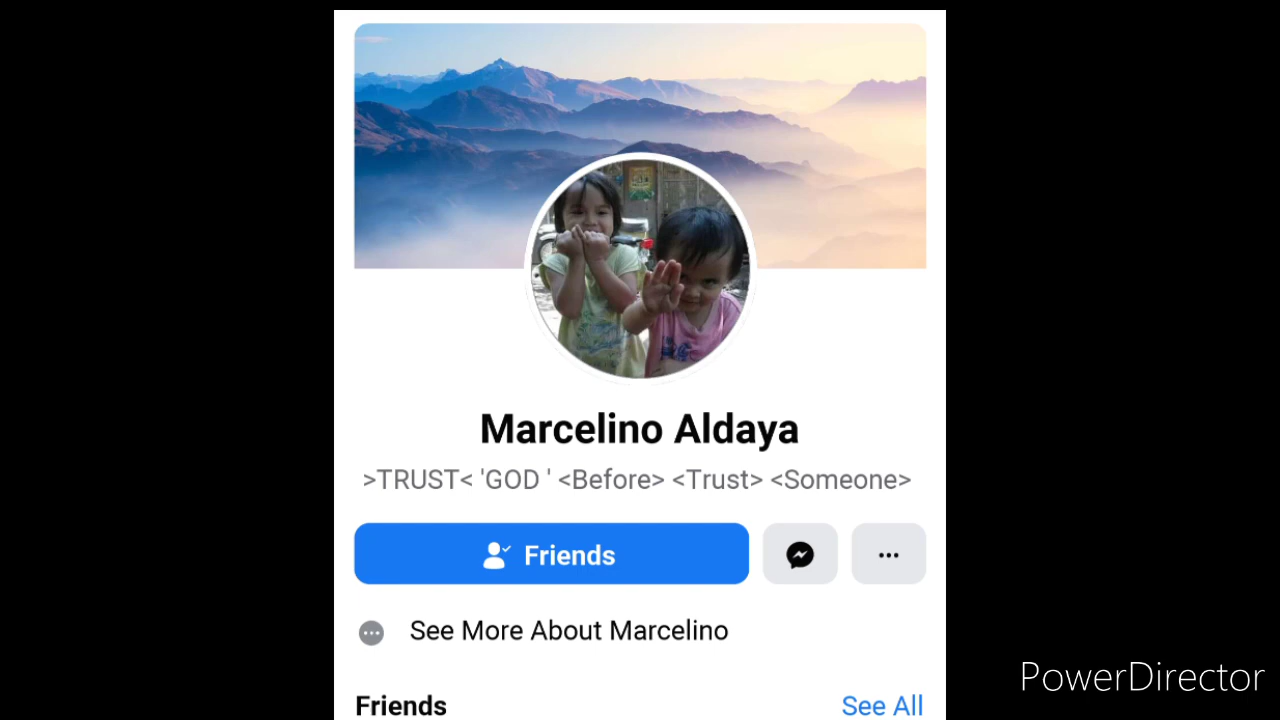 Marcelino Aldaya
>TRUST< 'GOD ' <Before> <Trust> <Someone>
Friends
See More About Marcelino
Friends
See All
PowerDirector